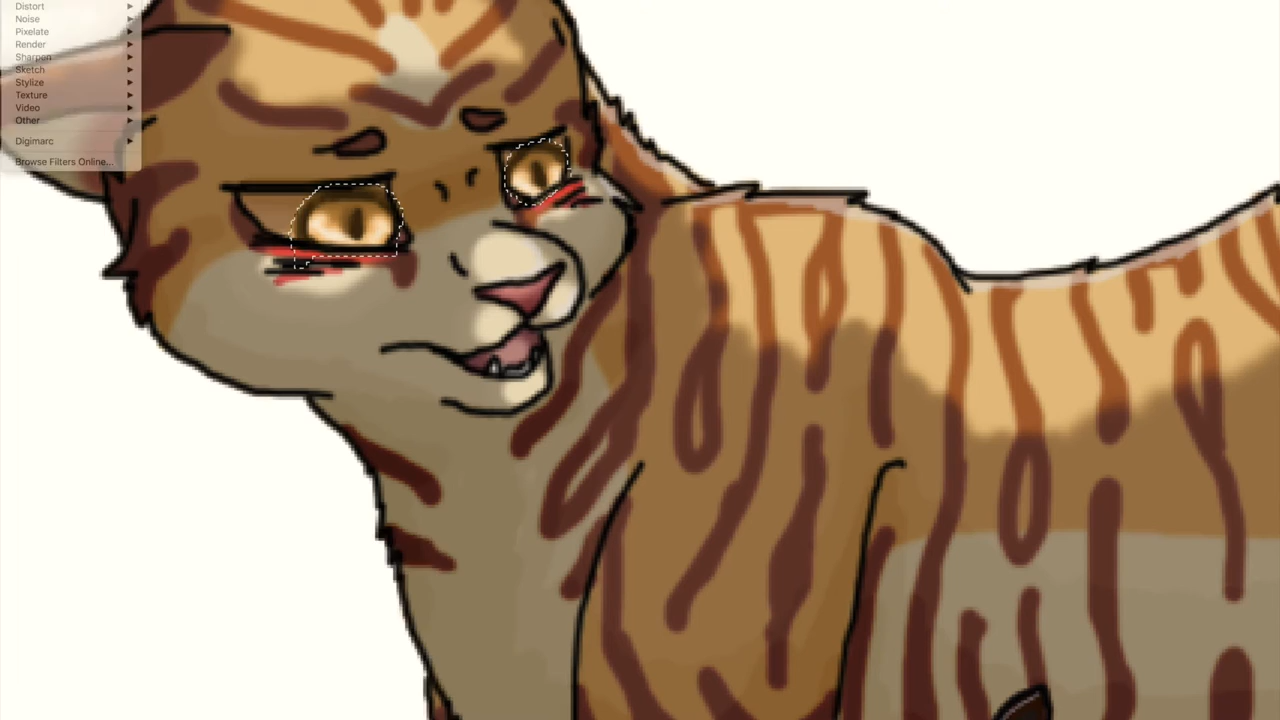 Distort
Noise
Pixelate
Render
Sharpen
Sketch
Stylize
Texture
Video
Other
Digimarc
Browse Filters Online...